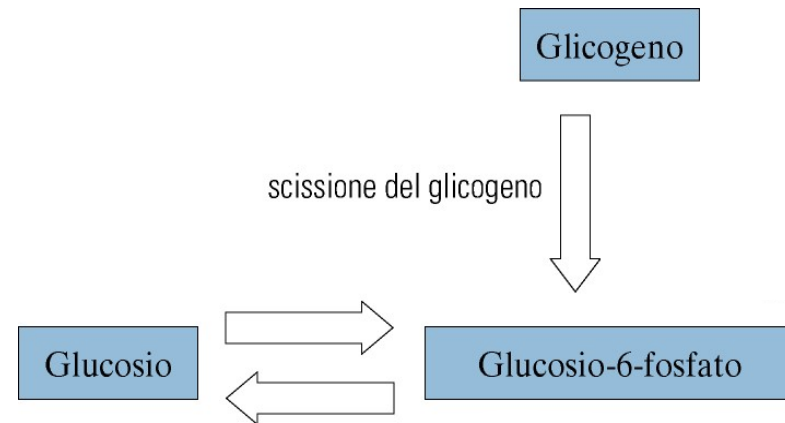 Glicogeno
scissione del glicogeno
Glucosio
Glucosio-6-fosfato